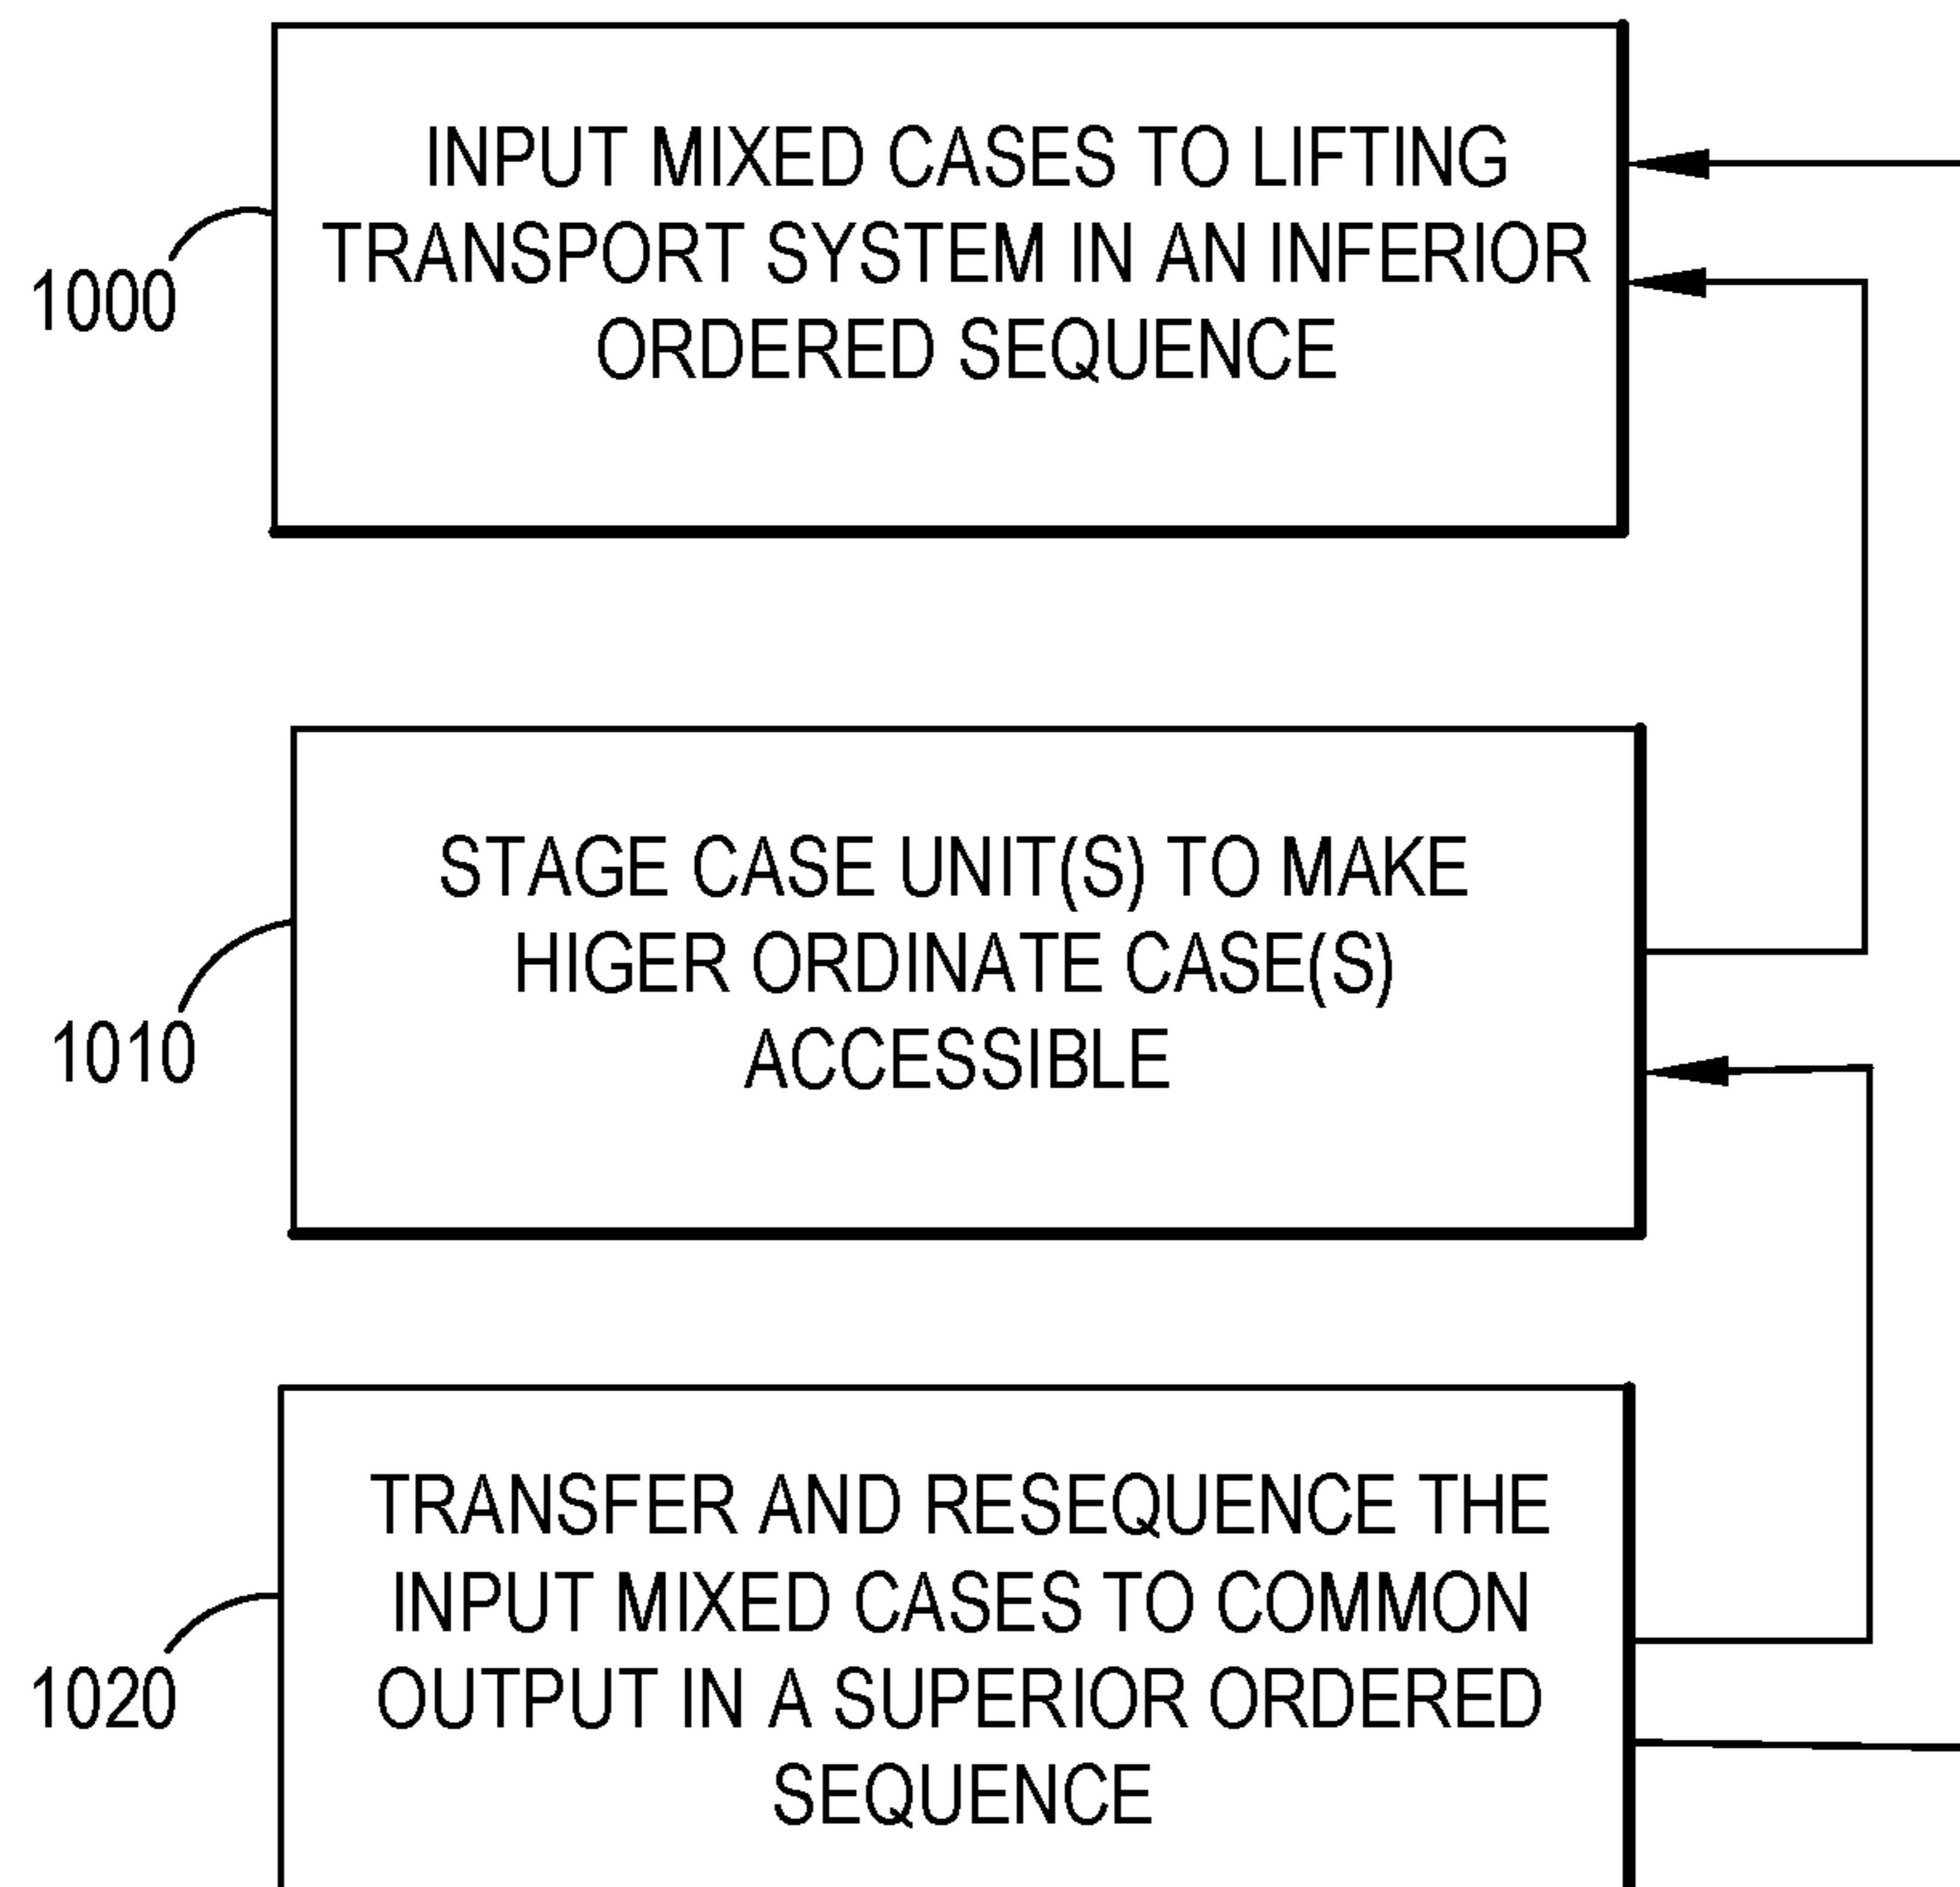 INPUT MIXED CASES TO LIFTING
TRANSPORT SYSTEM IN AN INFERIOR
ORDERED SEQUENCE
1000
STAGE CASE UNIT(S) TO MAKE
HIGER ORDINATE CASE(S)
ACCESSIBLE
1010
TRANSFER AND RESEQUENCE THE
INPUT MIXED CASES TO COMMON
OUTPUT IN A SUPERIOR ORDERED
SEQUENCE
1020